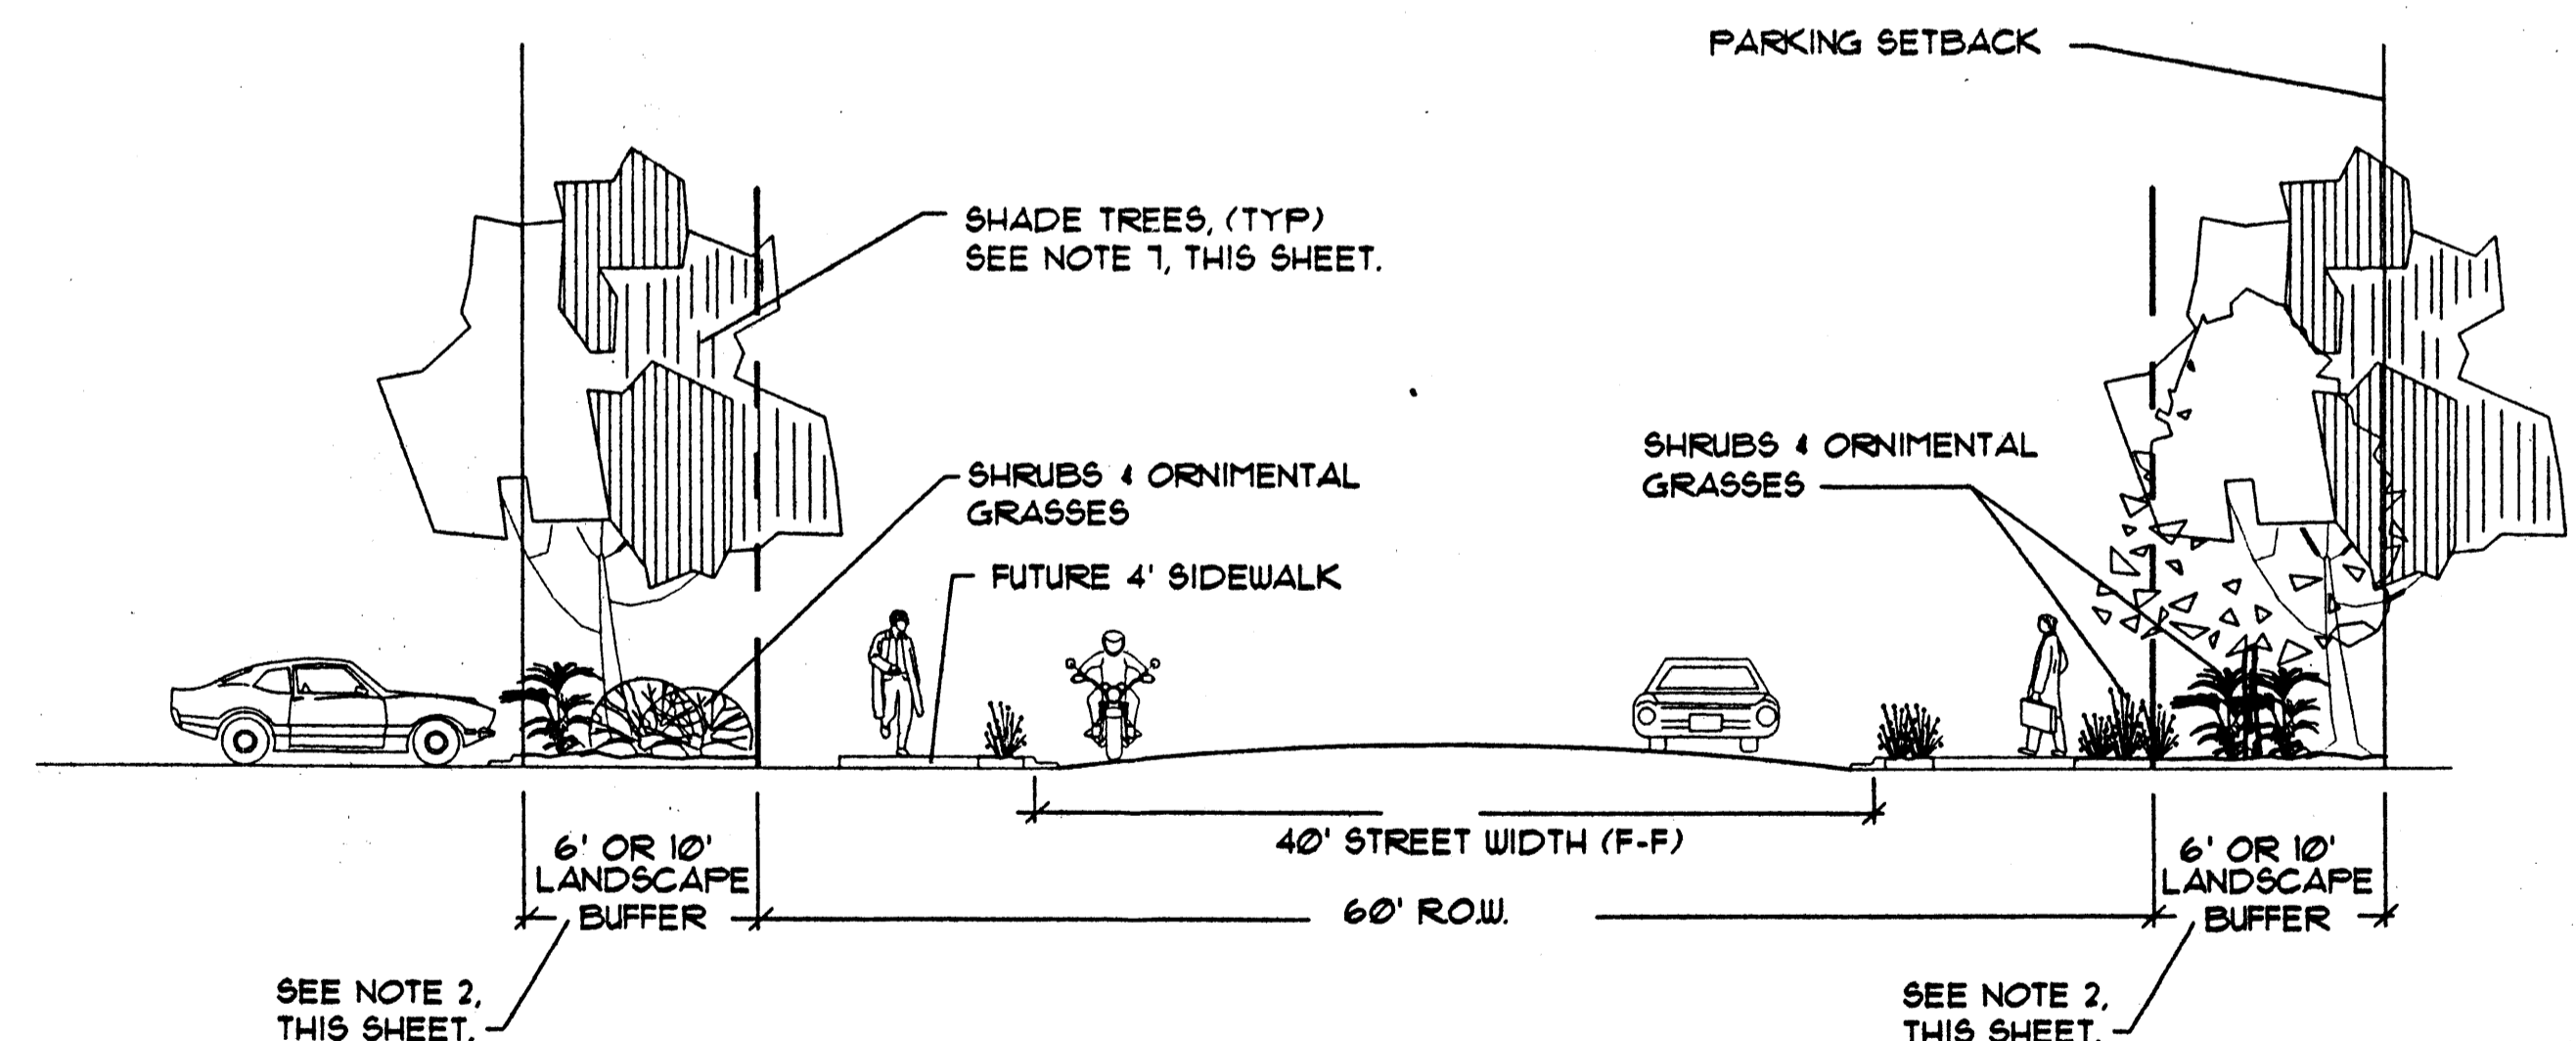 PARKING SETBACK
SHADE TREES, (TYP)
SEE NOTE 7, THIS SHEET.
SHRUBS & ORNIMENTAL
GRASSES
SHRUBS & ORNIMENTAL
GRASSES
FUTURE 4' SIDEWALK
40' STREET WIDTH (F-F)
6' OR 10'
LANDSCAPE
BUFFER
60' R.O.W.
6' OR 10'
LANDSCAPE
BUFFER
SEE NOTE 2,
THIS SHEET.
SEE NOTE 2,
THIS SHEET.